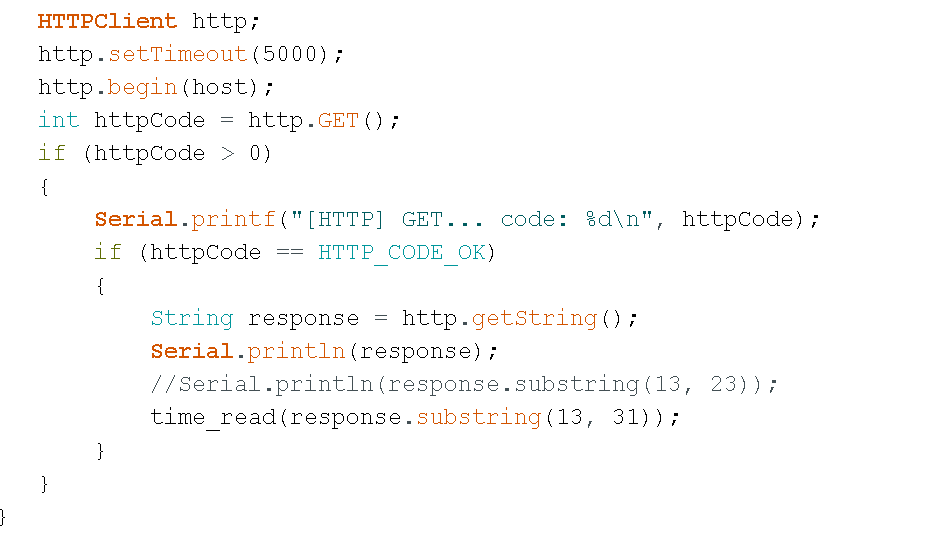 HTTPClient http;
http.setTimeout(5000);
http.begin(host);
int httpCode = http.GET();
if (httpCode > 0)
{
Serial.printf("[HTTP] GET... code: %d\n", httpCode);
if (httpCode == HTTP_CODE_OK)
{
String response = http.getString();
Serial.println(response);
//Serial.println(response.substring(13, 23));
time_read(response.substring(13, 31));
}
}
}